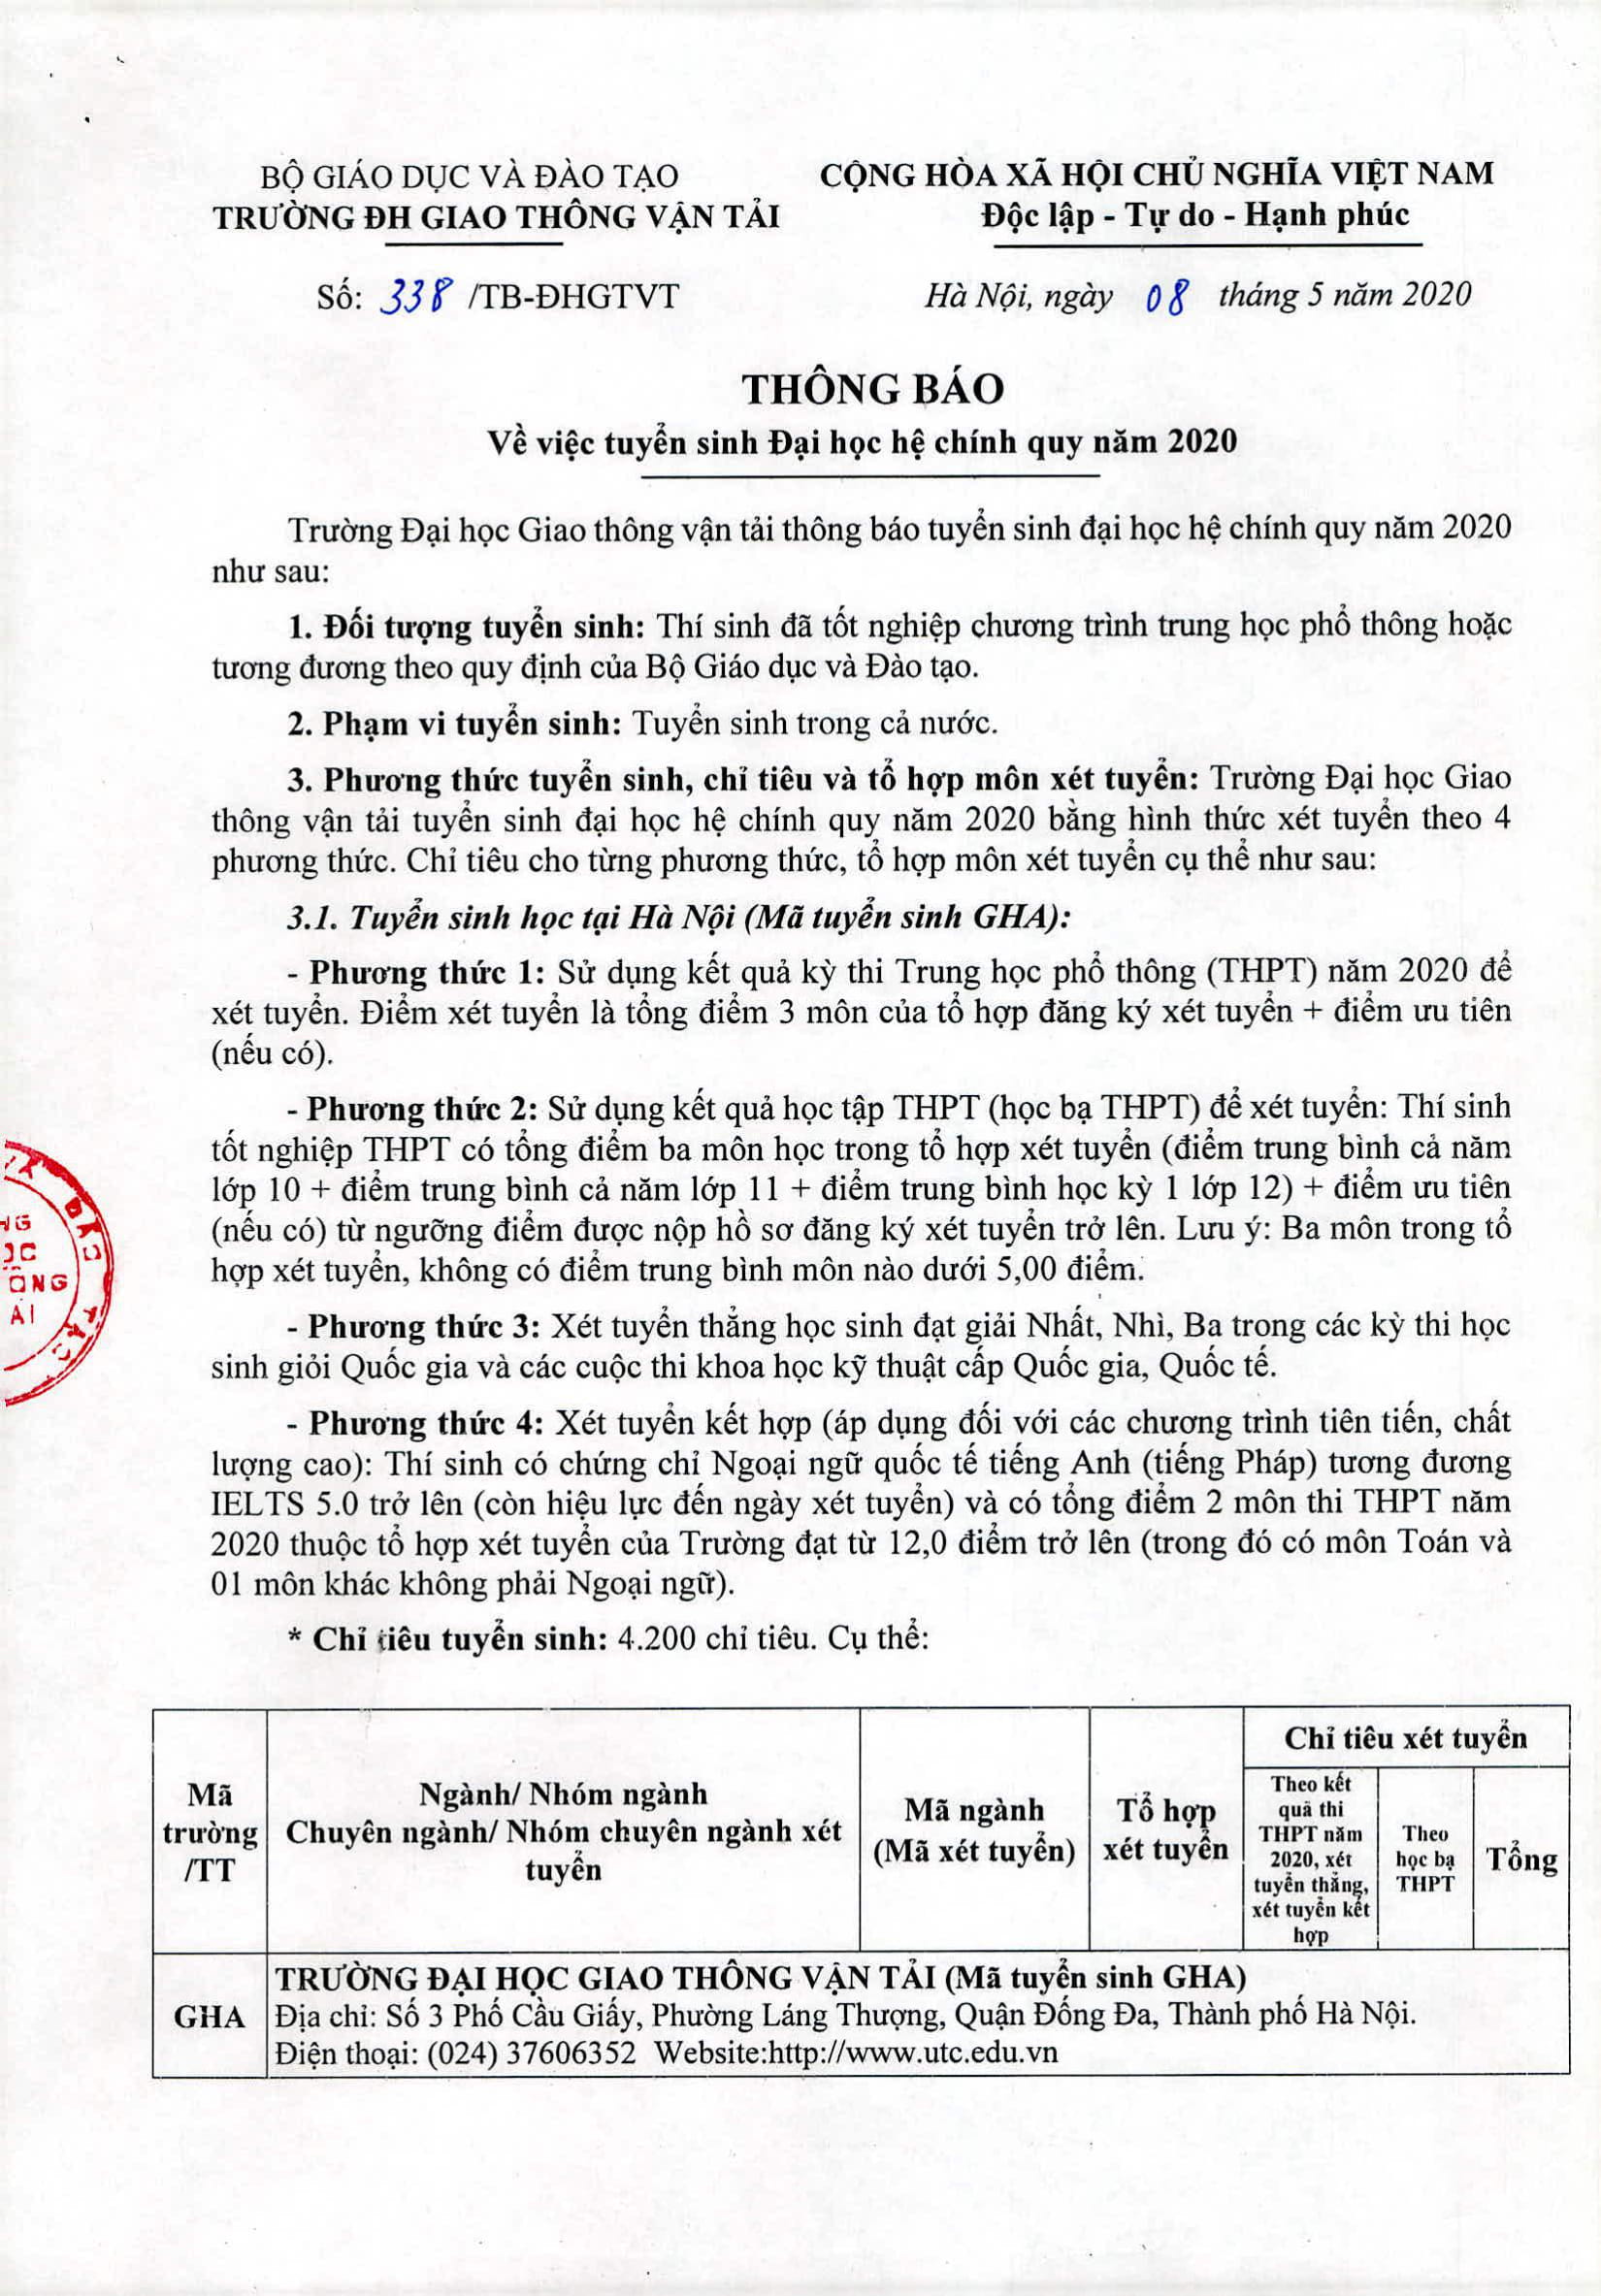 BỘ GIÁO DỤC VÀ ĐÀO TẠO
TRƯỜNG ĐH GIAO THÔNG VẬN TẢI
CỘNG HÒA XÃ HỘI CHỦ NGHĨA VIỆT NAM
Độc lập - Tự do - Hạnh phúc
Số: 338 /TB-ĐHGTVT
Hà Nội, ngày 08 tháng 5 năm 2020
THÔNG BÁO
Về việc tuyển sinh Đại học hệ chính quy năm 2020
Trường Đại học Giao thông vận tải thông báo tuyển sinh đại học hệ chính quy năm 2020
như sau:
1. Đối tượng tuyển sinh: Thí sinh đã tốt nghiệp chương trình trung học phổ thông hoặc
tương đương theo quy định của Bộ Giáo dục và Đào tạo.
2. Phạm vi tuyển sinh: Tuyển sinh trong cả nước.
3. Phương thức tuyển sinh, chỉ tiêu và tổ hợp môn xét tuyển: Trường Đại học Giao
thông vận tải tuyển sinh đại học hệ chính quy năm 2020 bằng hình thức xét tuyển theo 4
phương thức. Chỉ tiêu cho từng phương thức, tổ hợp môn xét tuyển cụ thể như sau:
3.1. Tuyển sinh học tại Hà Nội (Mã tuyển sinh GHA):
- Phương thức 1: Sử dụng kết quả kỳ thi Trung học phổ thông (THPT) năm 2020 để
xét tuyển. Điểm xét tuyển là tổng điểm 3 môn của tổ hợp đăng ký xét tuyển + điểm ưu tiên
(nếu có).
- Phương thức 2: Sử dụng kết quả học tập THPT (học bạ THPT) để xét tuyển: Thí sinh
tốt nghiệp THPT có tổng điểm ba môn học trong tổ hợp xét tuyển (điểm trung bình cả năm
lớp 10 + điểm trung bình cả năm lớp 11 + điểm trung bình học kỳ 1 lớp 12) + điểm ưu tiên
(nếu có) từ ngưỡng điểm được nộp hồ sơ đăng ký xét tuyển trở lên. Lưu ý: Ba môn trong tổ
hợp xét tuyển, không có điểm trung bình môn nào dưới 5,00 điểm.
- Phương thức 3: Xét tuyển thẳng học sinh đạt giải Nhất, Nhì, Ba trong các kỳ thi học
sinh giỏi Quốc gia và các cuộc thi khoa học kỹ thuật cấp Quốc gia, Quốc tế.
- Phương thức 4: Xét tuyển kết hợp (áp dụng đối với các chương trình tiên tiến, chất
lượng cao): Thí sinh có chứng chỉ Ngoại ngữ quốc tế tiếng Anh (tiếng Pháp) tương đương
IELTS 5.0 trở lên (còn hiệu lực đến ngày xét tuyển) và có tổng điểm 2 môn thi THPT năm
2020 thuộc tổ hợp xét tuyển của Trường đạt từ 12,0 điểm trở lên (trong đó có môn Toán và
01 môn khác không phải Ngoại ngữ).
* Chỉ tiêu tuyển sinh: 4.200 chỉ tiêu. Cụ thể:
Mã
trường
/TT
Ngành/ Nhóm ngành
Chuyên ngành/ Nhóm chuyên ngành xét
tuyển
Mã ngành
(Mã xét tuyển)
Tổ hợp
xét tuyển
Chỉ tiêu xét tuyển
Theo kết
quả thi
THPT năm
2020, xét
tuyển thẳng,
xét tuyển kết
hợp
Theo
học bạ
THPT
Tổng
GHA
TRƯỜNG ĐẠI HỌC GIAO THÔNG VẬN TẢI (Mã tuyển sinh GHA)
Địa chỉ: Số 3 Phố Cầu Giấy, Phường Láng Thượng, Quận Đống Đa, Thành phố Hà Nội.
Điện thoại: (024) 37606352 Website:http://www.utc.edu.vn